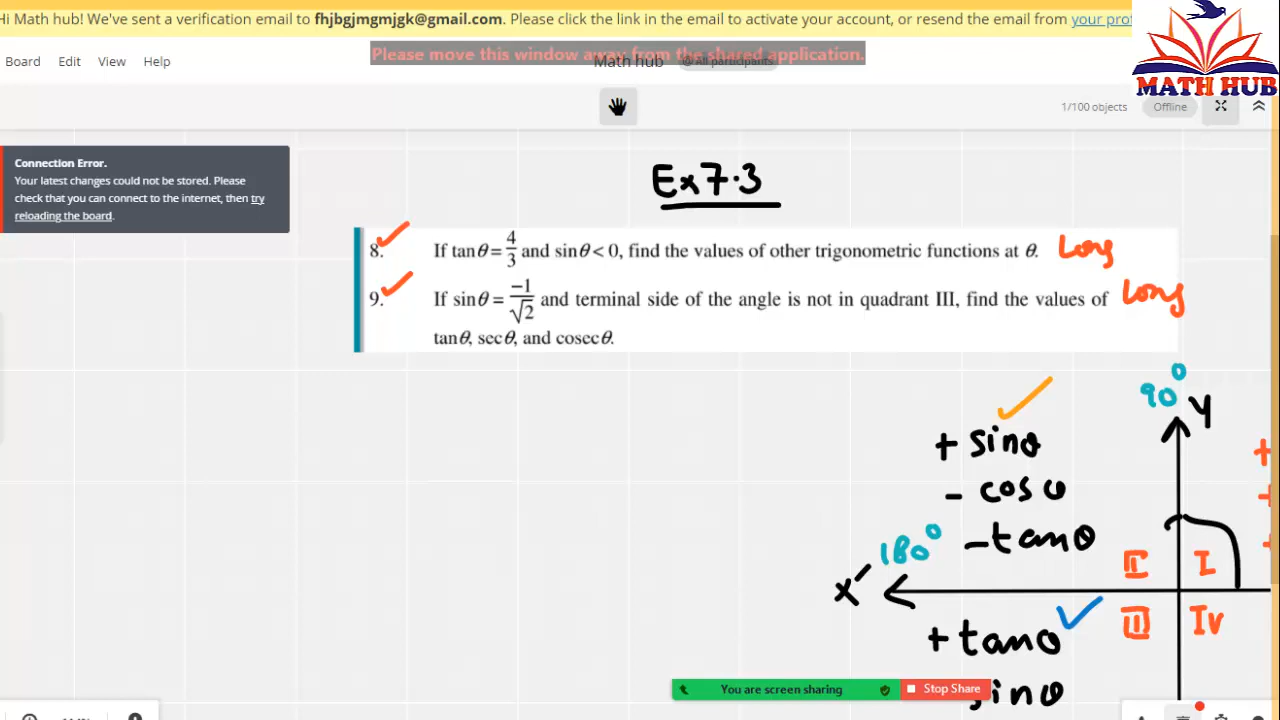 Hi Math hub! We've sent a verification email to fhjbgjmgmjgk@gmail.com. Please click the link in the email to activate your account, or resend the email from your prof
Please move this window away from the shared application.
Board Edit View Help
Math hub
All participants
MATH HUB
1/100 objects
Offline
Connection Error.
Your latest changes could not be stored. Please
check that you can connect to the internet, then try
reloading the board.
Ex 7.3
8. If tanθ = 4/3 and sinθ < 0, find the values of other trigonometric functions at θ. Long
9. If sinθ = -1/√2 and terminal side of the angle is not in quadrant III, find the values of Long
tanθ, secθ, and cosecθ.
90° Y
+ sinθ
- cosθ
- tanθ
180°
X'
II I
III IV
+ tanθ
sinθ
You are screen sharing
Stop Share